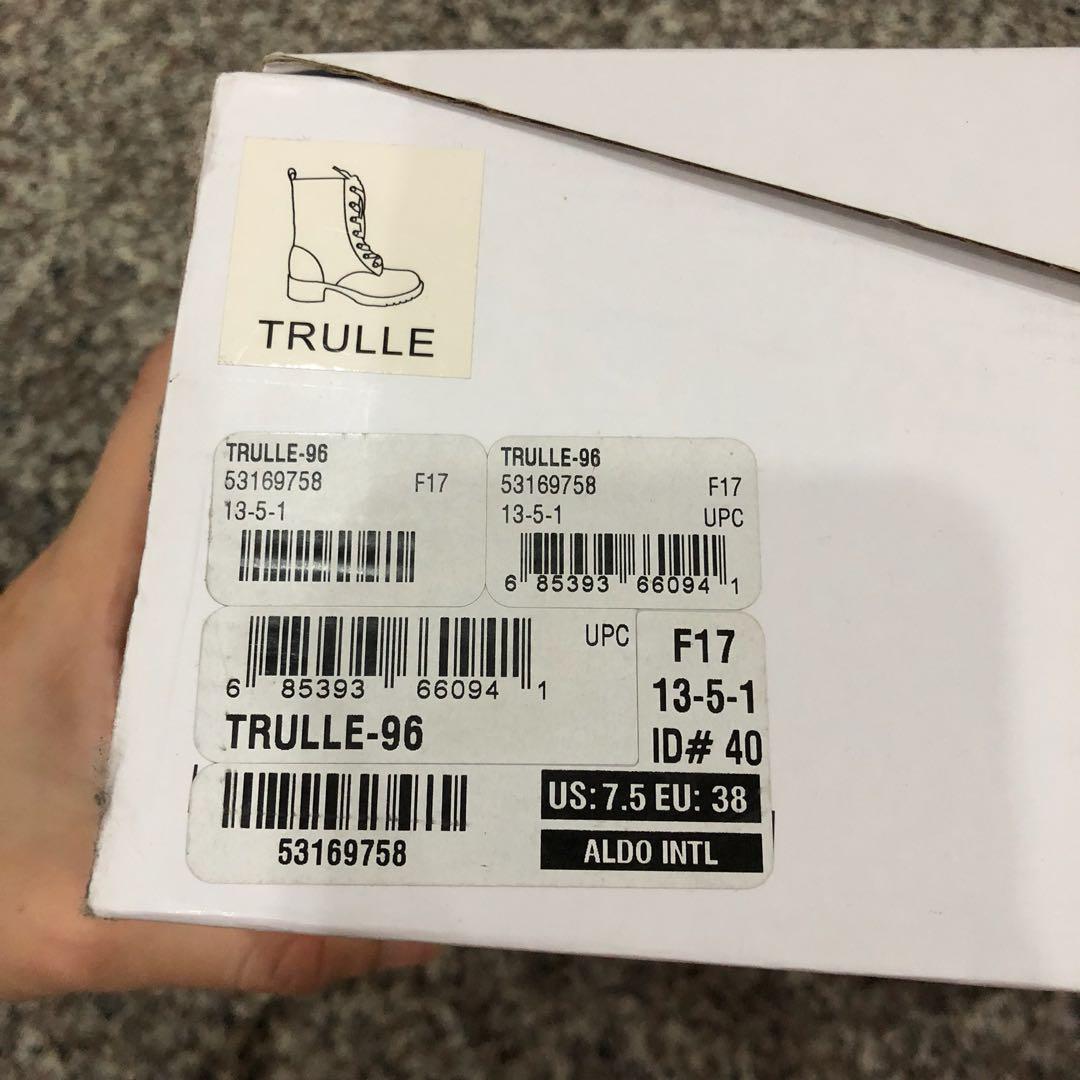 TRULLE
TRULLE-96
53169758 F17
13-5-1
TRULLE-96
53169758 F17
13-5-1 UPC
6 85393 66094 1
UPC
6 85393 66094 1
TRULLE-96
F17
13-5-1
ID# 40
53169758
US: 7.5 EU: 38
ALDO INTL